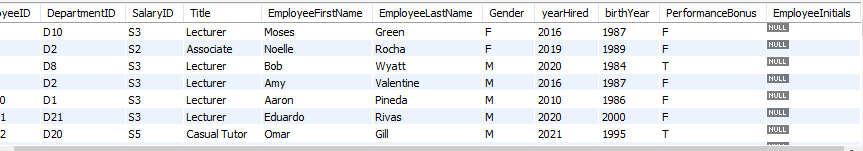 yeeID DepartmentID SalaryID Title EmployeeFirstName EmployeeLastName Gender yearHired birthYear PerformanceBonus EmployeeInitials
D10 S3 Lecturer Moses Green F 2016 1987 F NULL
D2 S2 Associate Noelle Rocha F 2019 1989 F NULL
D8 S3 Lecturer Bob Wyatt M 2020 1984 T NULL
D2 S3 Lecturer Amy Valentine F 2016 1987 F NULL
0 D1 S3 Lecturer Aaron Pineda M 2010 1986 F NULL
1 D21 S3 Lecturer Eduardo Rivas M 2020 2000 F NULL
2 D20 S5 Casual Tutor Omar Gill M 2021 1995 T NULL